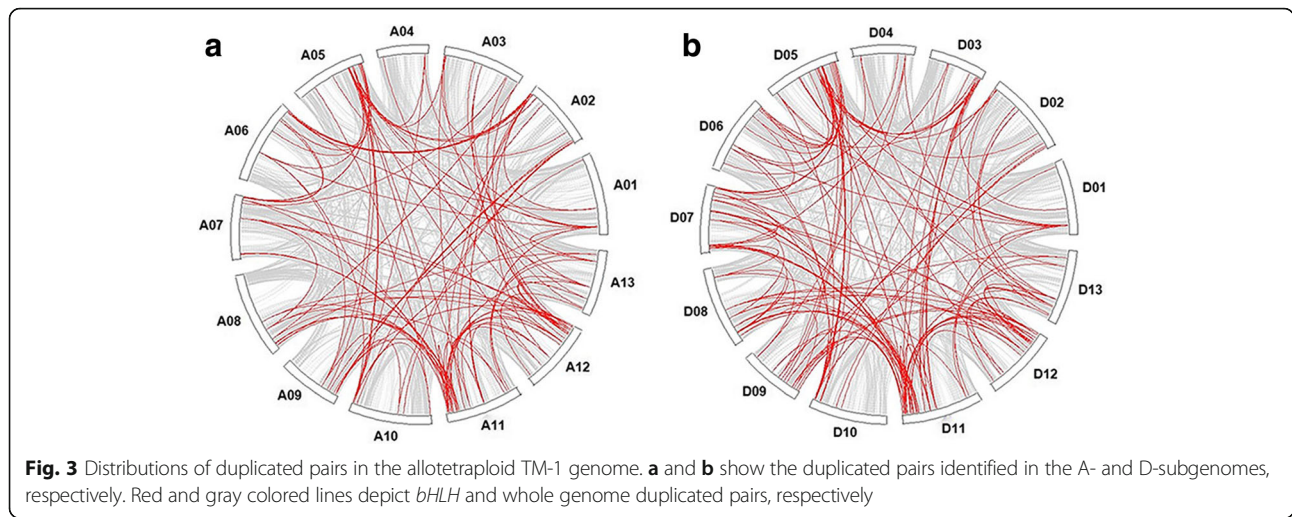 a
A04
A03
A05
A02
A06
A01
A07
A13
A08
A12
A09
A10
A11
b
D04
D03
D05
D02
D06
D01
D07
D13
D08
D12
D09
D10
D11
Fig. 3 Distributions of duplicated pairs in the allotetraploid TM-1 genome. a and b show the duplicated pairs identified in the A- and D-subgenomes,
respectively. Red and gray colored lines depict bHLH and whole genome duplicated pairs, respectively